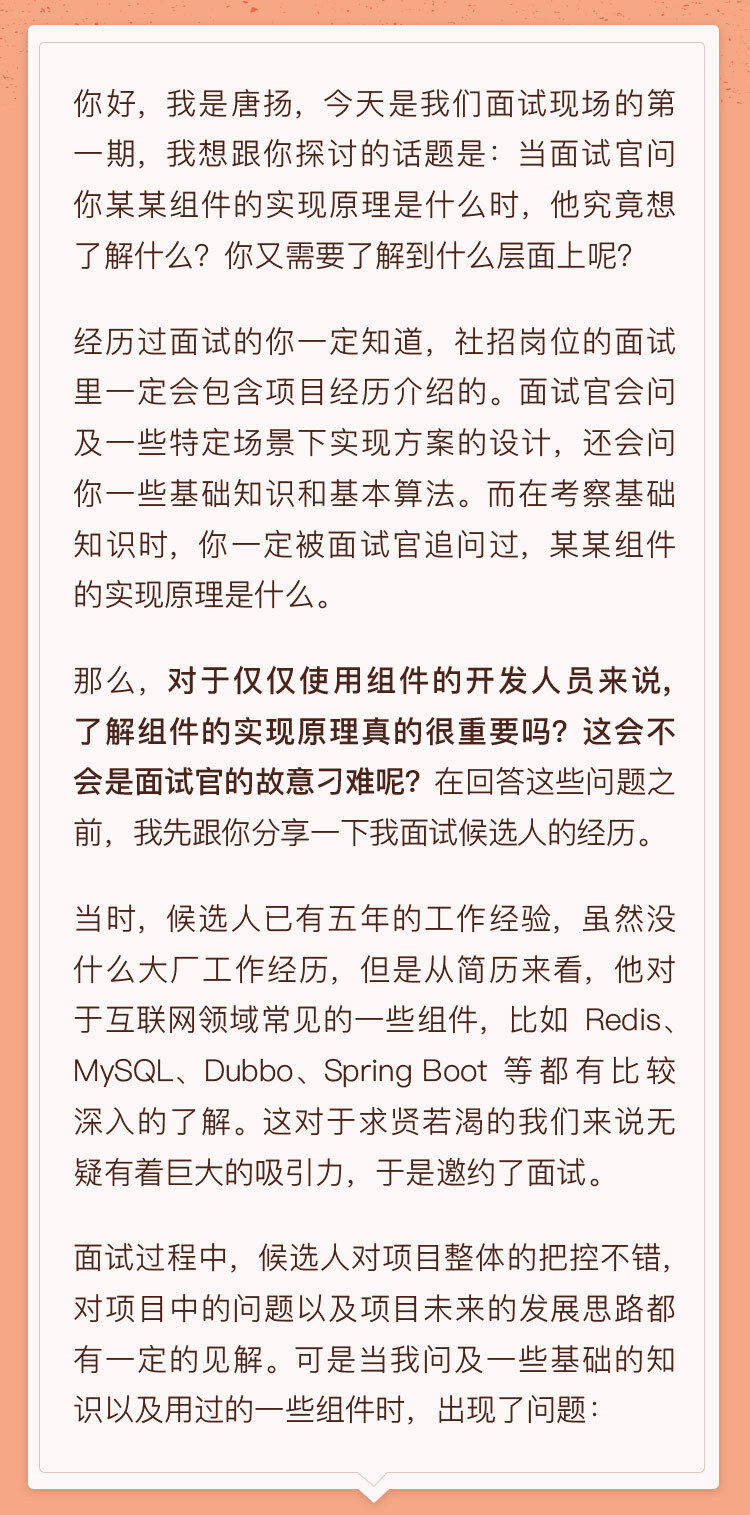 你好，我是唐扬，今天是我们面试现场的第
一期，我想跟你探讨的话题是：当面试官问
你某某组件的实现原理是什么时，他究竟想
了解什么？你又需要了解到什么层面上呢？
经历过面试的你一定知道，社招岗位的面试
里一定会包含项目经历介绍的。面试官会问
及一些特定场景下实现方案的设计，还会问
你一些基础知识和基本算法。而在考察基础
知识时，你一定被面试官追问过，某某组件
的实现原理是什么。
那么，对于仅仅使用组件的开发人员来说，
了解组件的实现原理真的很重要吗？这会不
会是面试官的故意刁难呢？在回答这些问题之
前，我先跟你分享一下我面试候选人的经历。
当时，候选人已有五年的工作经验，虽然没
什么大厂工作经历，但是从简历来看，他对
于互联网领域常见的一些组件，比如 Redis、
MySQL、Dubbo、Spring Boot 等都有比较
深入的了解。这对于求贤若渴的我们来说无
疑有着巨大的吸引力，于是邀约了面试。
面试过程中，候选人对项目整体的把控不错，
对项目中的问题以及项目未来的发展思路都
有一定的见解。可是当我问及一些基础的知
识以及用过的一些组件时，出现了问题：